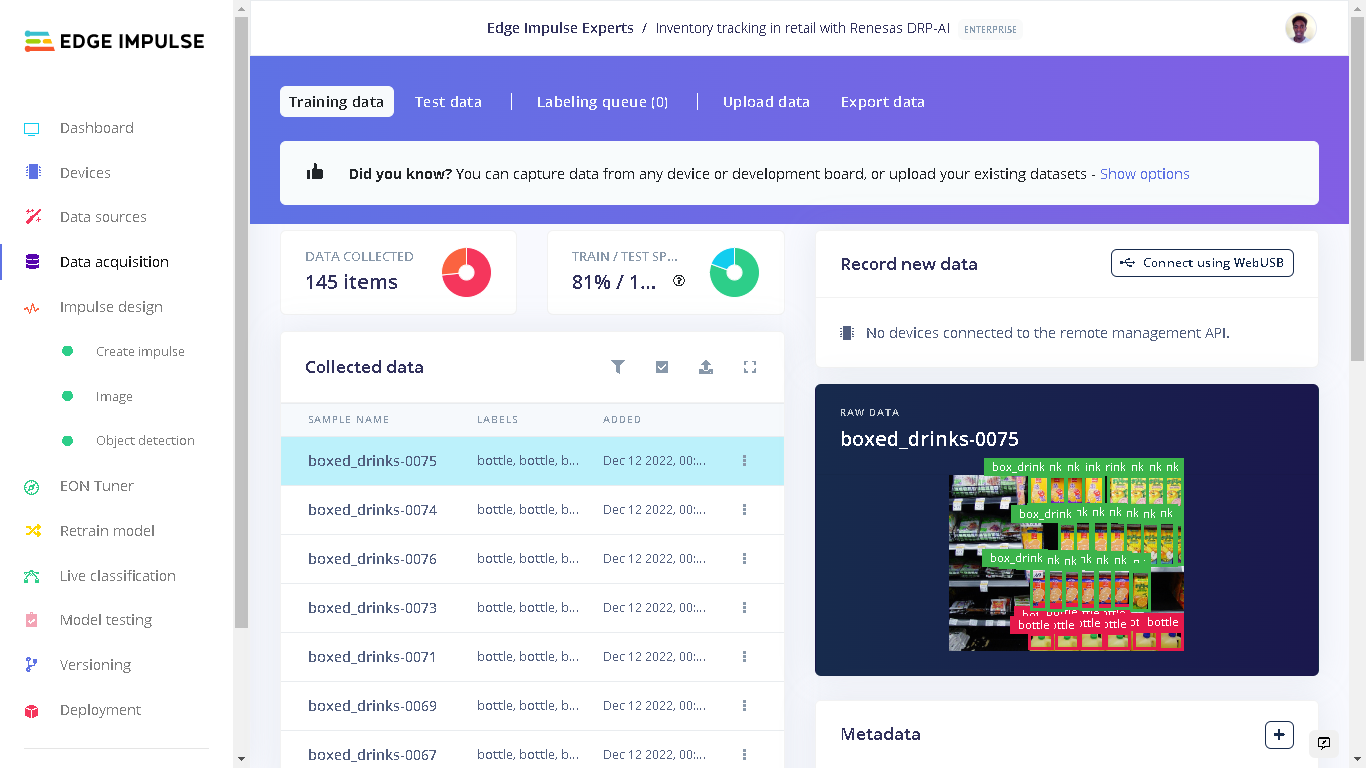 EDGE IMPULSE
Edge Impulse Experts / Inventory tracking in retail with Renesas DRP-AI ENTERPRISE
Dashboard
Devices
Data sources
Data acquisition
Impulse design
Create impulse
Image
Object detection
EON Tuner
Retrain model
Live classification
Model testing
Versioning
Deployment
Training data Test data Labeling queue (0) Upload data Export data
Did you know? You can capture data from any device or development board, or upload your existing datasets - Show options
DATA COLLECTED
145 items
TRAIN / TEST SP...
81% / 1...
Collected data
SAMPLE NAME LABELS ADDED
boxed_drinks-0075 bottle, bottle, b... Dec 12 2022, 00:...
boxed_drinks-0074 bottle, bottle, b... Dec 12 2022, 00:...
boxed_drinks-0076 bottle, bottle, b... Dec 12 2022, 00:...
boxed_drinks-0073 bottle, bottle, b... Dec 12 2022, 00:...
boxed_drinks-0071 bottle, bottle, b... Dec 12 2022, 00:...
boxed_drinks-0069 bottle, bottle, b... Dec 12 2022, 00:...
boxed_drinks-0067 bottle, bottle, b... Dec 12 2022, 00:...
Record new data
Connect using WebUSB
No devices connected to the remote management API.
RAW DATA
boxed_drinks-0075
box_drink nk nk ink rink nk nk nk
box_drink nk nk nk nk nk nk
box_drink nk nk
bottle bottle
Metadata